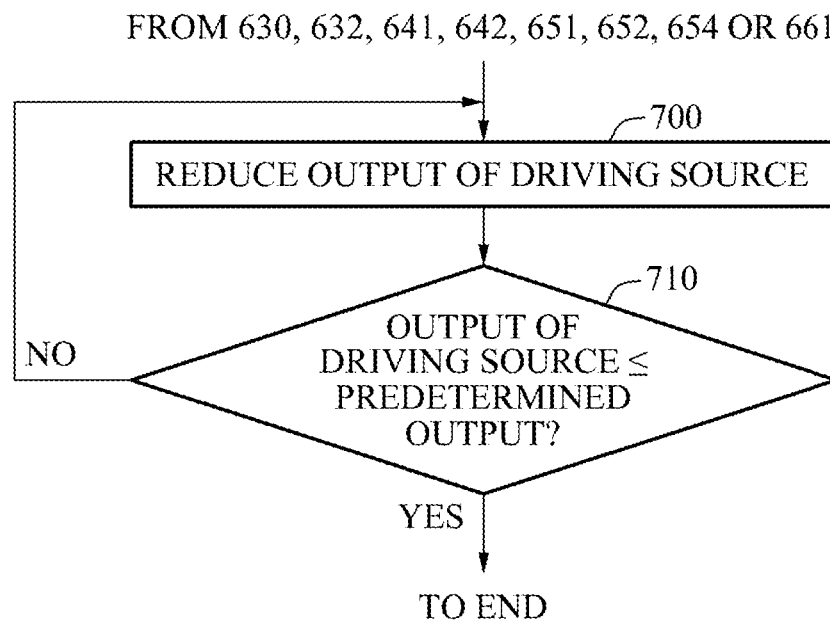 FROM 630, 632, 641, 642, 651, 652, 654 OR 661
700
REDUCE OUTPUT OF DRIVING SOURCE
710
OUTPUT OF
DRIVING SOURCE ≤
PREDETERMINED
OUTPUT?
NO
YES
TO END